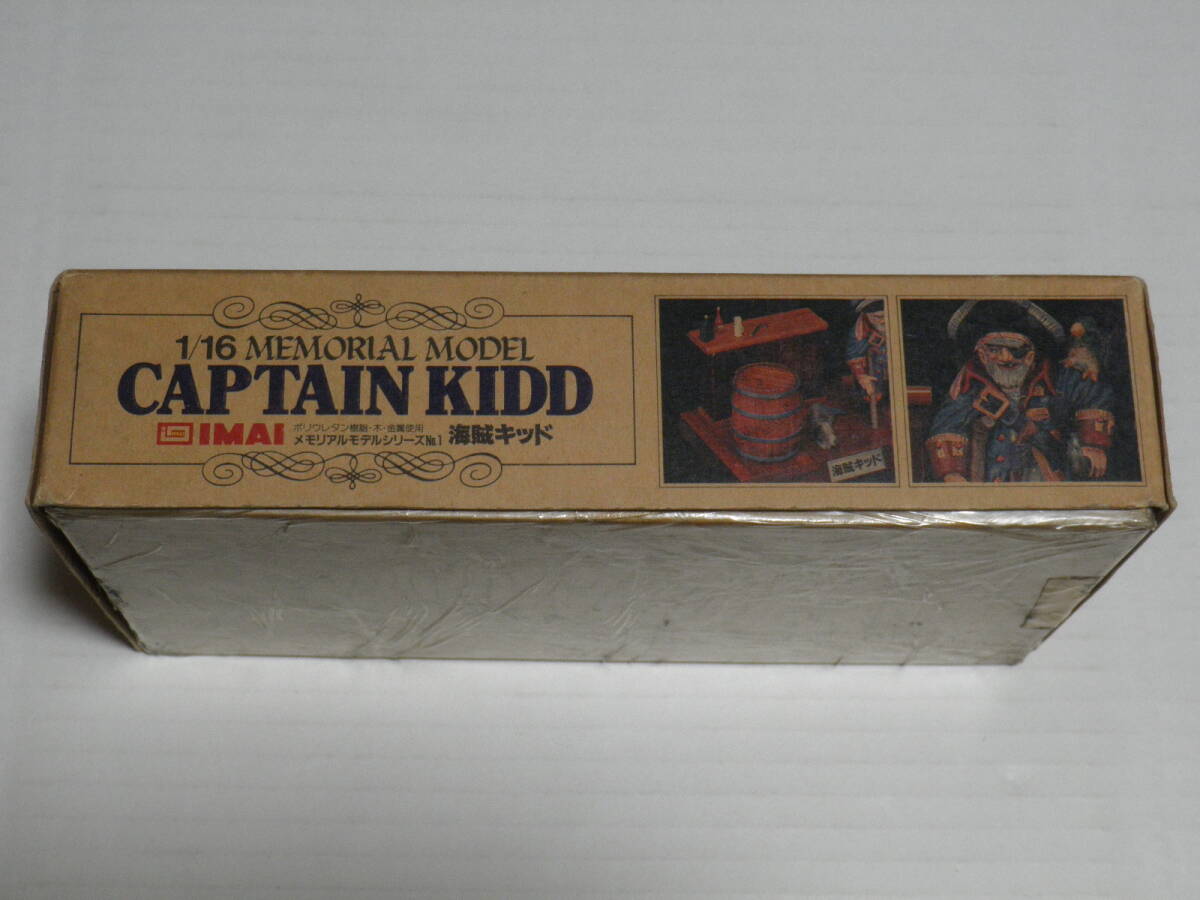 1/16 MEMORIAL MODEL
CAPTAIN KIDD
imai IMAI
ポリウレタン樹脂・木・金属使用
メモリアルモデルシリーズ№1 海賊キッド
海賊キッド